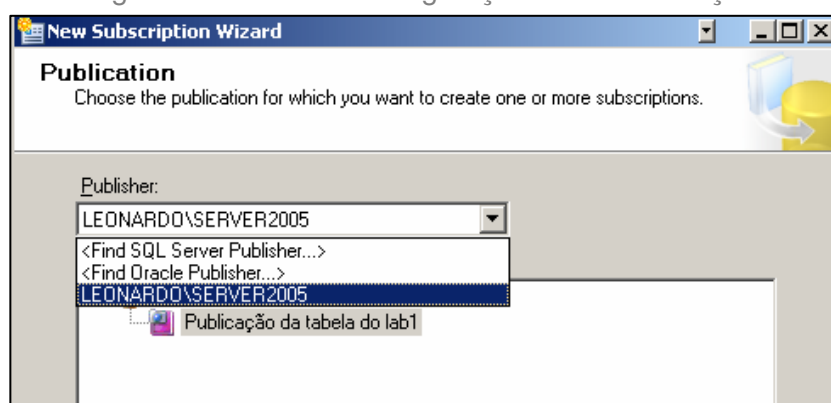 New Subscription Wizard
Publication
Choose the publication for which you want to create one or more subscriptions.
Publisher:
LEONARDO\SERVER2005
<Find SQL Server Publisher...>
<Find Oracle Publisher...>
LEONARDO\SERVER2005
Publicação da tabela do lab1